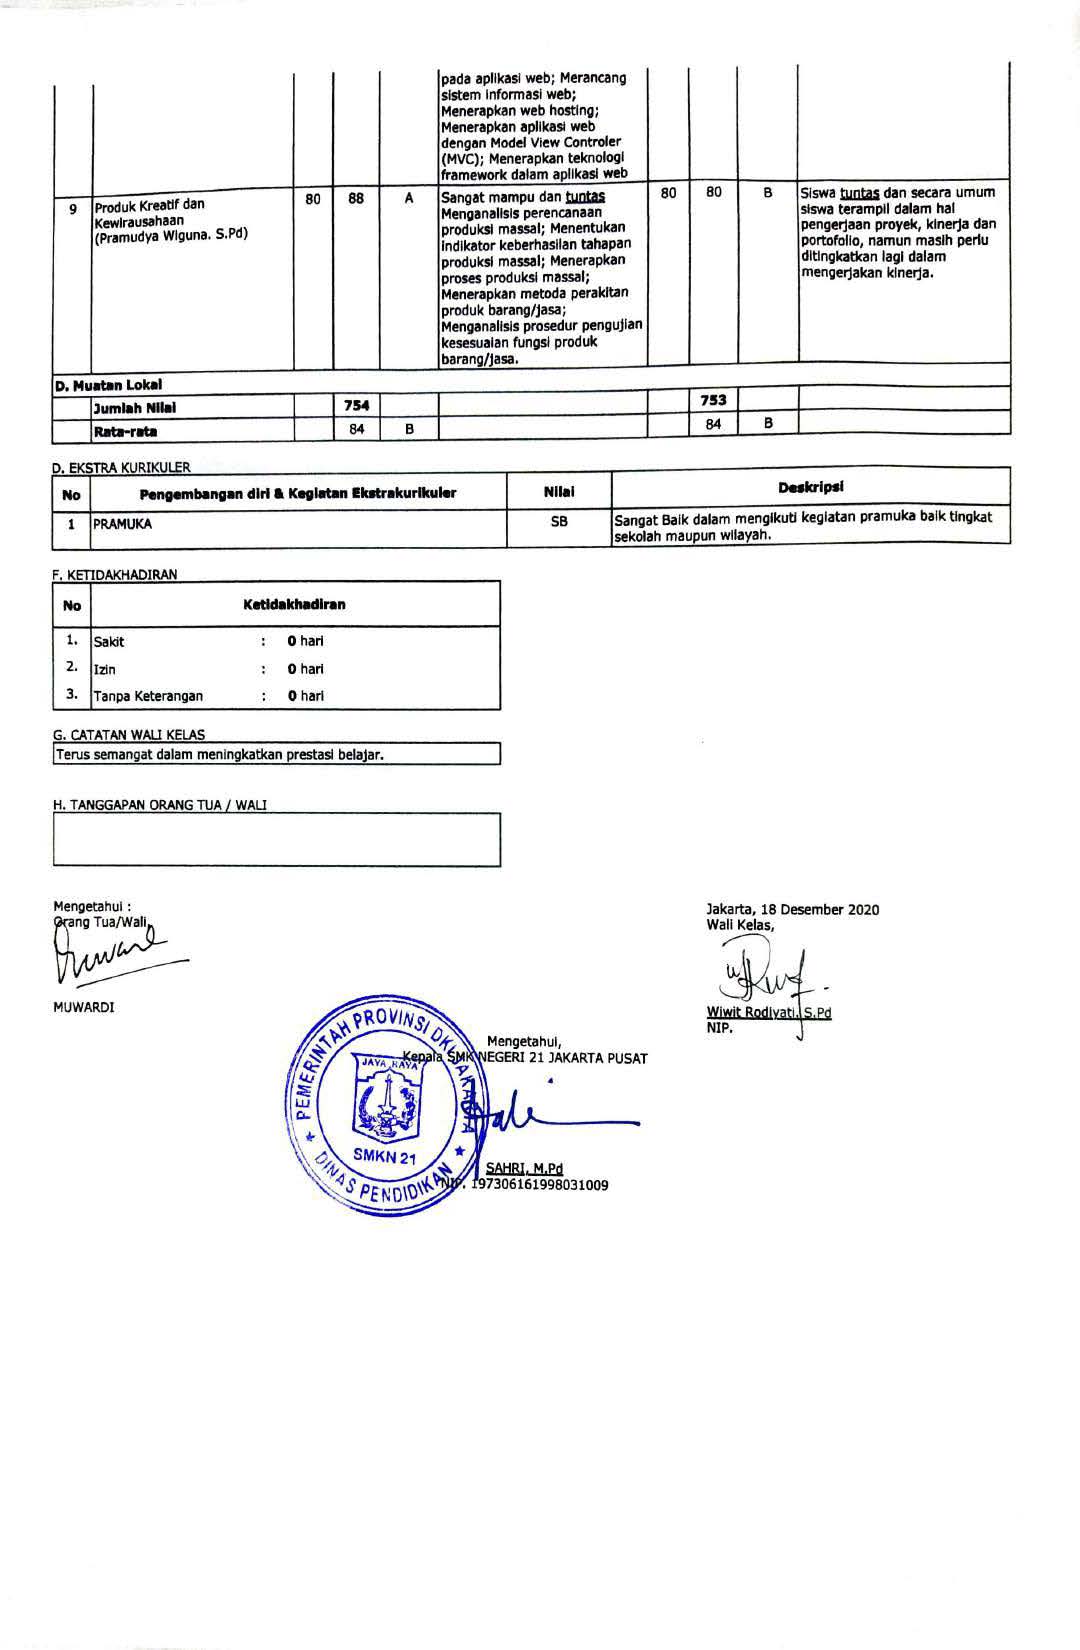 pada aplikasi web; Merancang
sistem informasi web;
Menerapkan web hosting;
Menerapkan aplikasi web
dengan Model View Controler
(MVC); Menerapkan teknologi
framework dalam aplikasi web
9 Produk Kreatif dan
Kewirausahaan
(Pramudya Wiguna. S.Pd)
80 88 A
Sangat mampu dan tuntas
Menganalisis perencanaan
produksi massal; Menentukan
indikator keberhasilan tahapan
produksi massal; Menerapkan
proses produksi massal;
Menerapkan metoda perakitan
produk barang/jasa;
Menganalisis prosedur pengujian
kesesuaian fungsi produk
barang/jasa.
80 80 B
Siswa tuntas dan secara umum
siswa terampil dalam hal
pengerjaan proyek, kinerja dan
portofolio, namun masih perlu
ditingkatkan lagi dalam
mengerjakan kinerja.
D. Muatan Lokal
Jumlah Nilai 754 753
Rata-rata 84 B 84 B
D. EKSTRA KURIKULER
No Pengembangan diri & Kegiatan Ekstrakurikuler Nilai Deskripsi
1 PRAMUKA SB Sangat Baik dalam mengikuti kegiatan pramuka baik tingkat
sekolah maupun wilayah.
F. KETIDAKHADIRAN
No Ketidakhadiran
1. Sakit : 0 hari
2. Izin : 0 hari
3. Tanpa Keterangan : 0 hari
G. CATATAN WALI KELAS
Terus semangat dalam meningkatkan prestasi belajar.
H. TANGGAPAN ORANG TUA / WALI
Mengetahui :
Orang Tua/Wali,
MUWARDI
Jakarta, 18 Desember 2020
Wali Kelas,
Wiwit Rodiyati, S.Pd
NIP.
Mengetahui,
Kepala SMK NEGERI 21 JAKARTA PUSAT
SAHRI, M.Pd
NIP. 197306161998031009
PEMERINTAH PROVINSI DKI JAKARTA
JAYA RAYA
SMKN 21
DINAS PENDIDIKAN